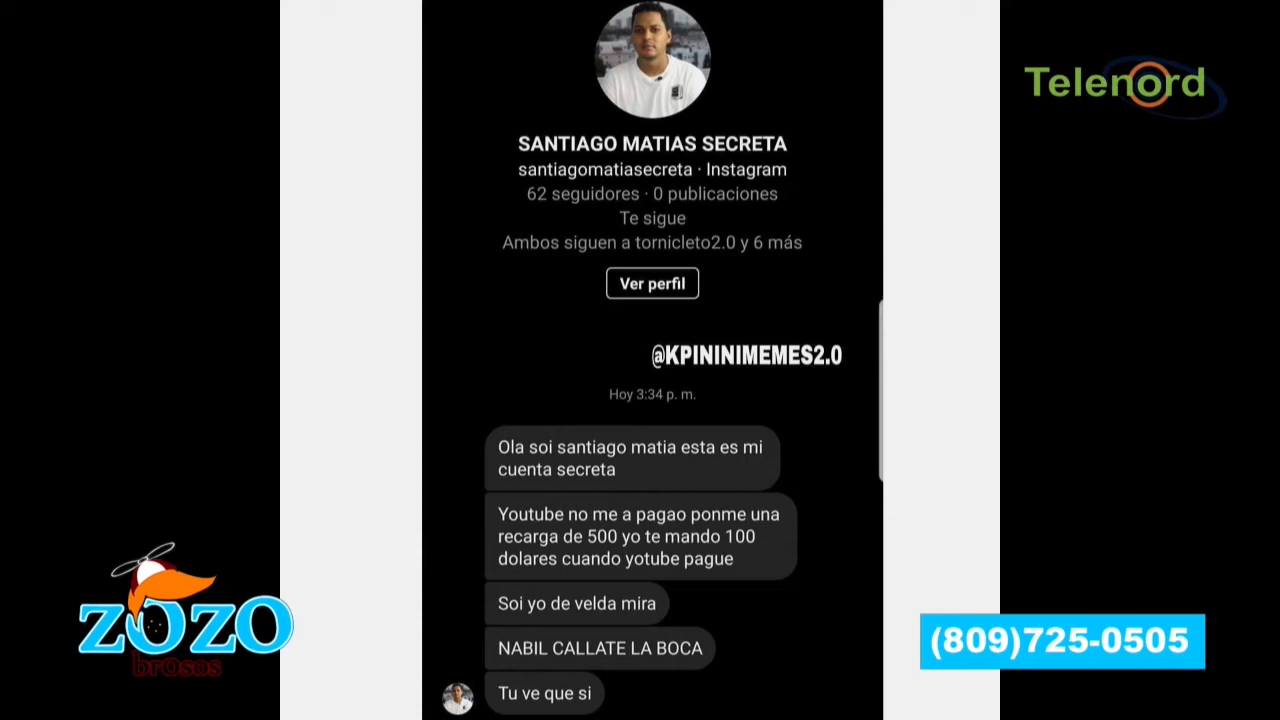 SANTIAGO MATIAS SECRETA
santiagomatiasecreta · Instagram
62 seguidores · 0 publicaciones
Te sigue
Ambos siguen a tornicleto2.0 y 6 más
Ver perfil
Telenord
@KPININIMEMES2.0
Hoy 3:34 p. m.
Ola soi santiago matia esta es mi
cuenta secreta
Youtube no me a pagao ponme una
recarga de 500 yo te mando 100
dolares cuando yotube pague
Soi yo de velda mira
NABIL CALLATE LA BOCA
Tu ve que si
zOzO
brOsos
(809)725-0505